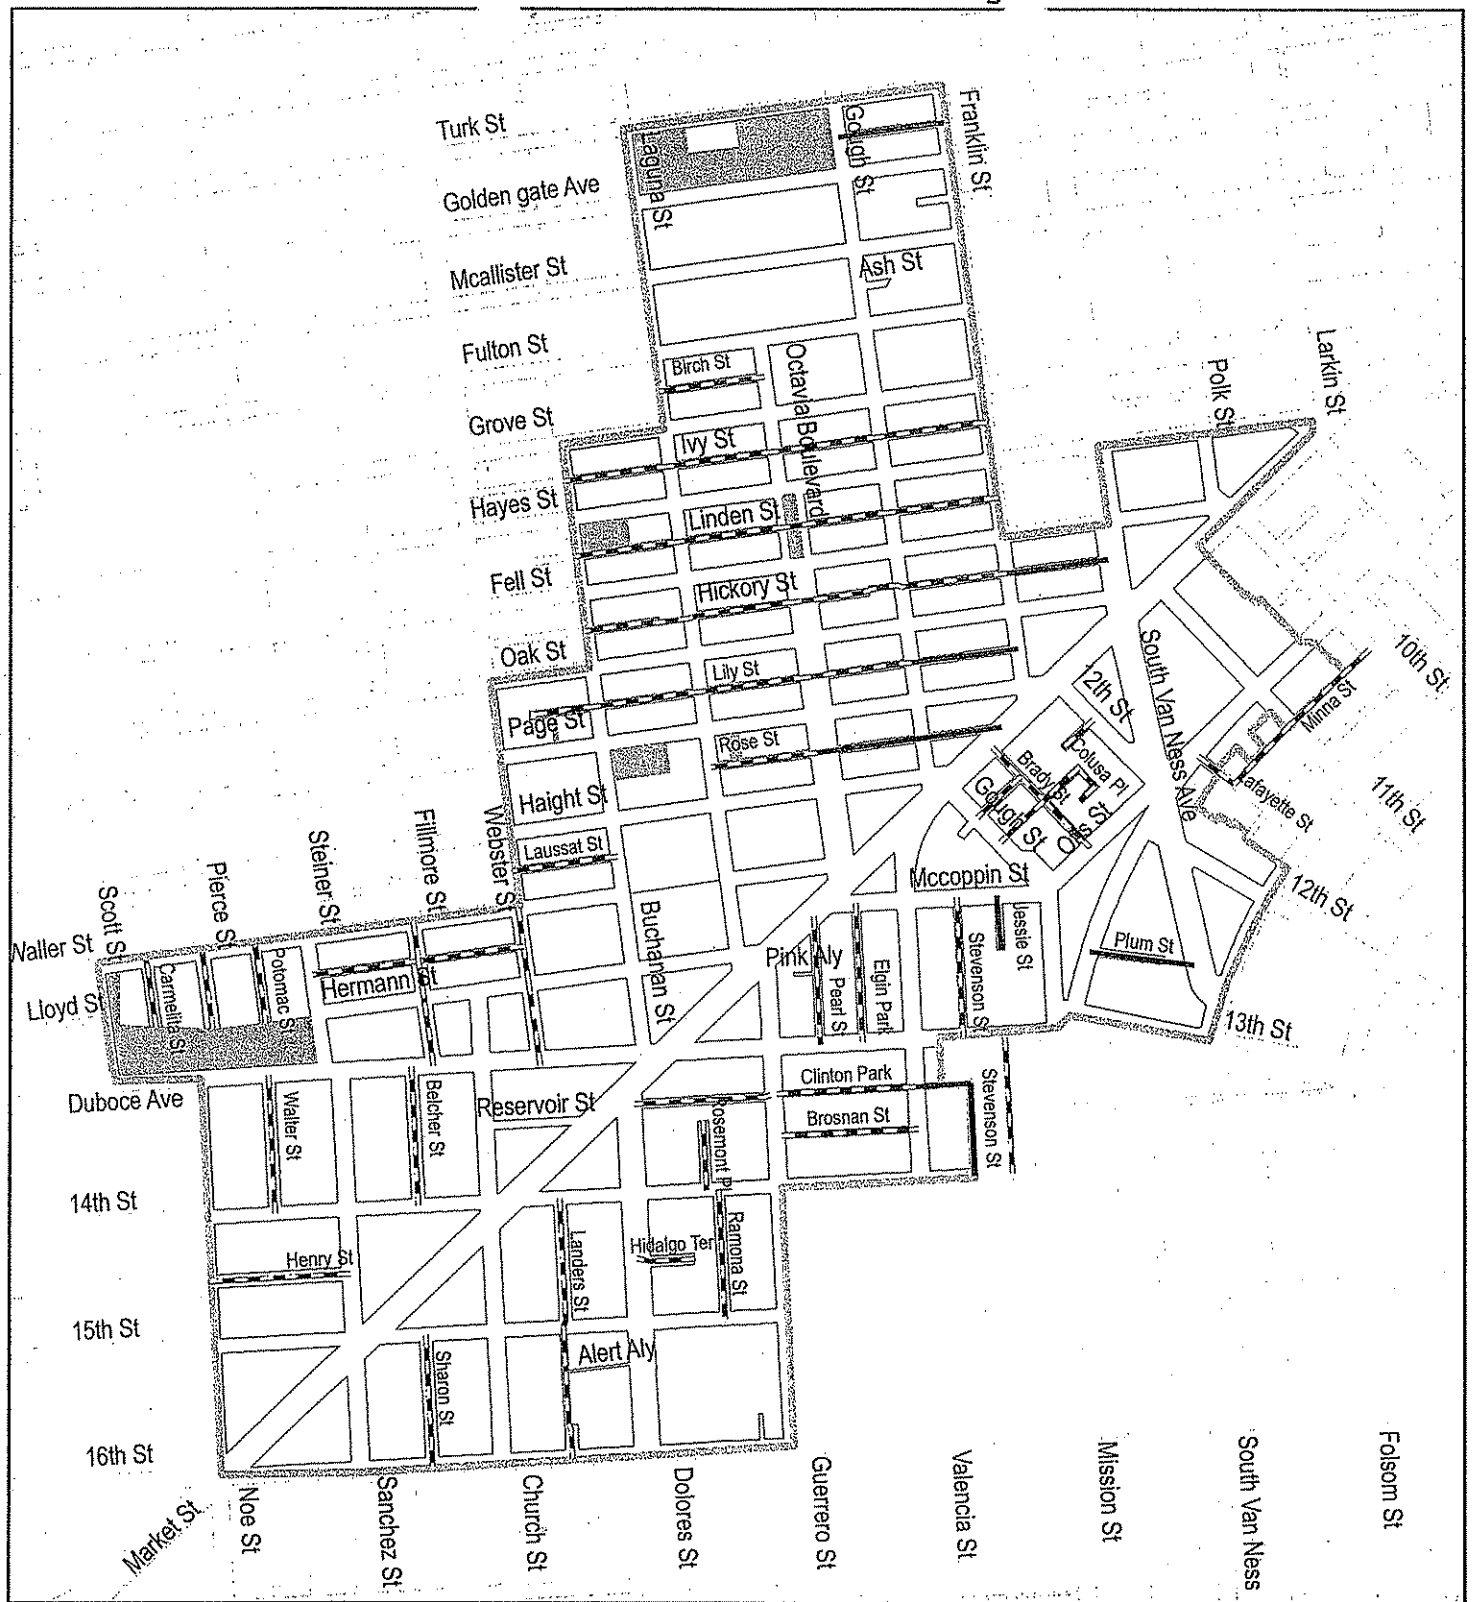 Turk St
Golden gate Ave
Mcallister St
Fulton St
Grove St
Hayes St
Fell St
Oak St
Page St
Haight St
Laguna St
Gough St
Franklin St
Ash St
Birch St
Octavia Boulevard
Ivy St
Linden St
Hickory St
Lily St
Rose St
Polk St
Larkin St
South Van Ness Ave
10th St
Minna St
11th St
Lafayette St
12th St
12th St
Colusa Pl
Brady St
Gough St
Otis St
Mccoppin St
Jessie St
Plum St
13th St
Laussat St
Webster St
Fillmore St
Steiner St
Pierce St
Scott St
Waller St
Lloyd St
Carmelita St
Potomac St
Hermann St
Buchanan St
Pink Aly
Pearl St
Elgin Park
Stevenson St
Stevenson St
Duboce Ave
Walter St
Belcher St
Reservoir St
Clinton Park
Brosnan St
Rosemont Pl
14th St
Henry St
Landers St
Hidalgo Ter
Ramona St
15th St
Sharon St
Alert Aly
16th St
Market St
Noe St
Sanchez St
Church St
Dolores St
Guerrero St
Valencia St
Mission St
South Van Ness
Folsom St